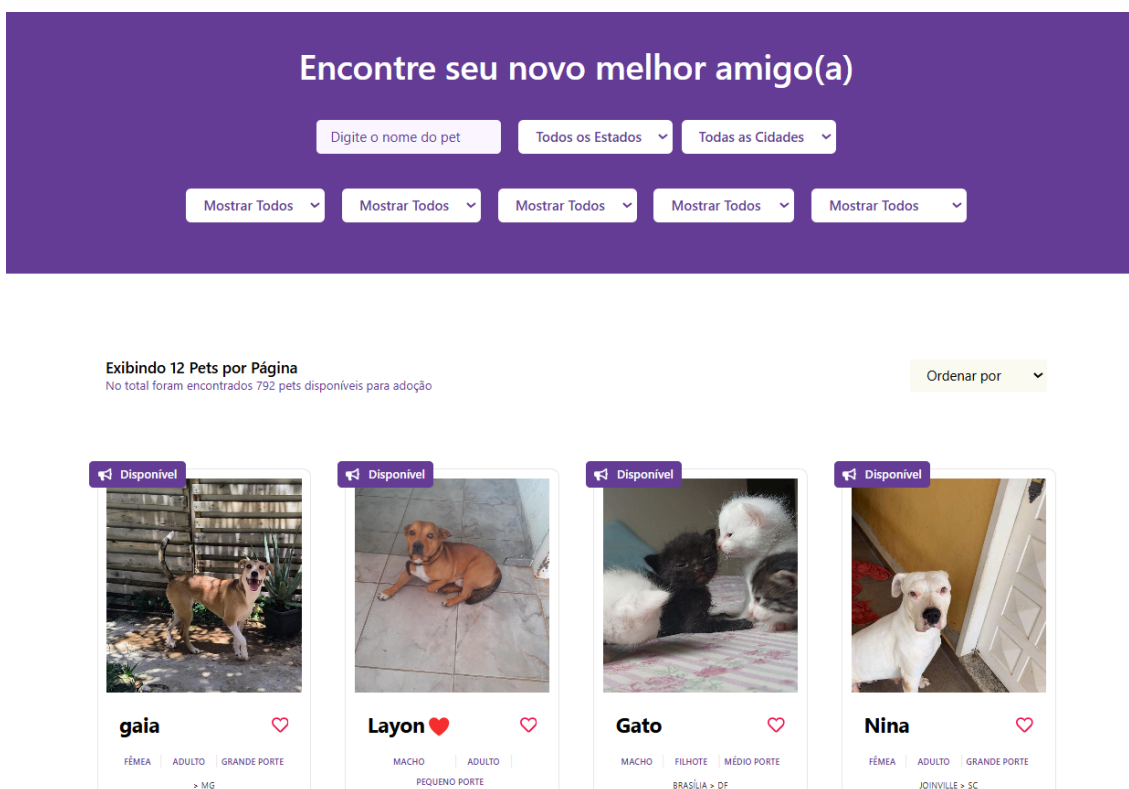 Encontre seu novo melhor amigo(a)
Digite o nome do pet Todos os Estados Todas as Cidades
Mostrar Todos Mostrar Todos Mostrar Todos Mostrar Todos Mostrar Todos
Exibindo 12 Pets por Página
No total foram encontrados 792 pets disponíveis para adoção
Ordenar por
Disponível Disponível Disponível Disponível
gaia Layon❤️ Gato Nina
FÊMEA ADULTO GRANDE PORTE MACHO ADULTO MACHO FILHOTE MÉDIO PORTE FÊMEA ADULTO GRANDE PORTE
PEQUENO PORTE
> MG BRASÍLIA > DF JOINVILLE > SC